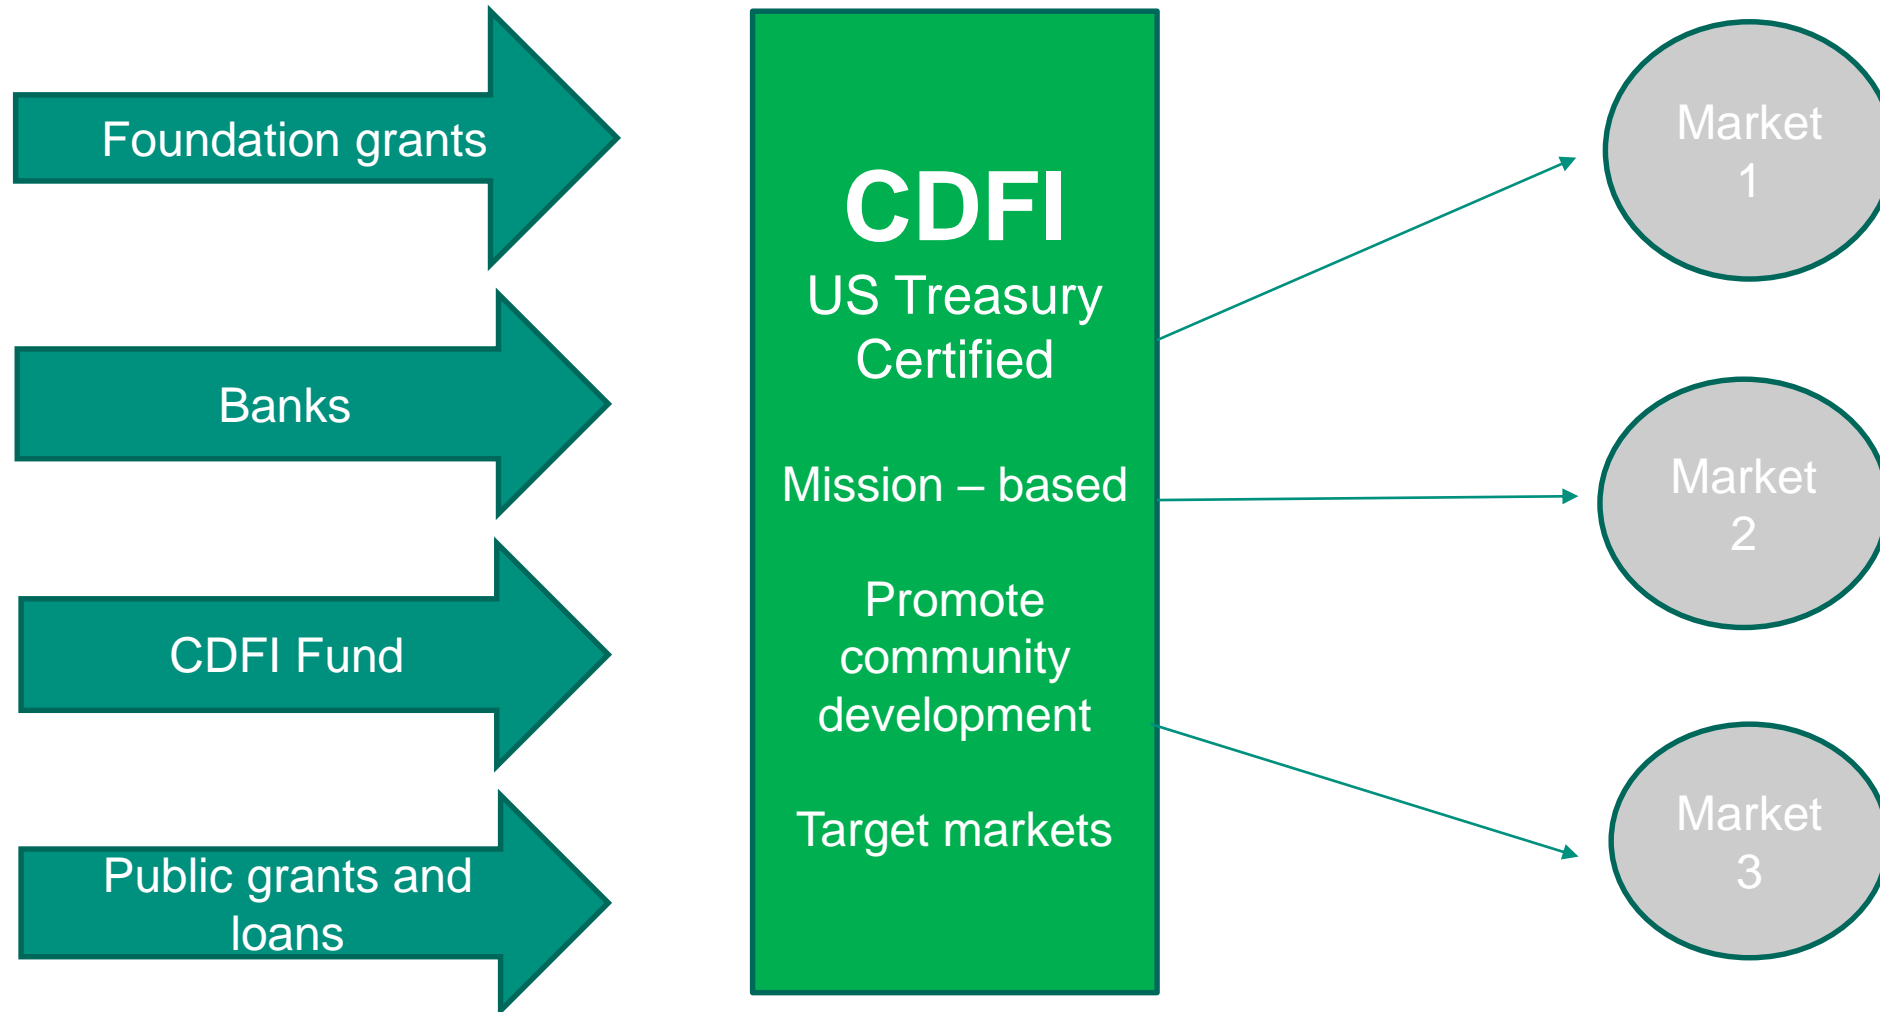 Foundation grants
Banks
CDFI Fund
Public grants and
loans
CDFI
US Treasury
Certified
Mission – based
Promote
community
development
Target markets
Market
1
Market
2
Market
3